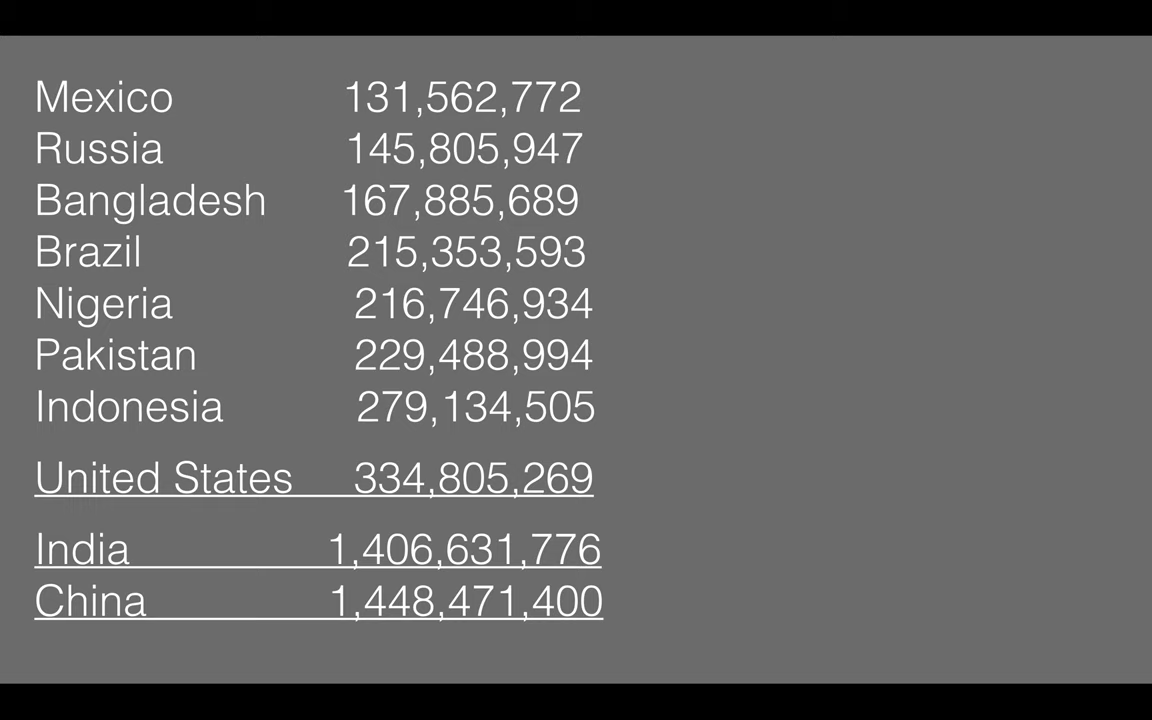 Mexico 131,562,772
Russia 145,805,947
Bangladesh 167,885,689
Brazil 215,353,593
Nigeria 216,746,934
Pakistan 229,488,994
Indonesia 279,134,505
United States 334,805,269
India 1,406,631,776
China 1,448,471,400